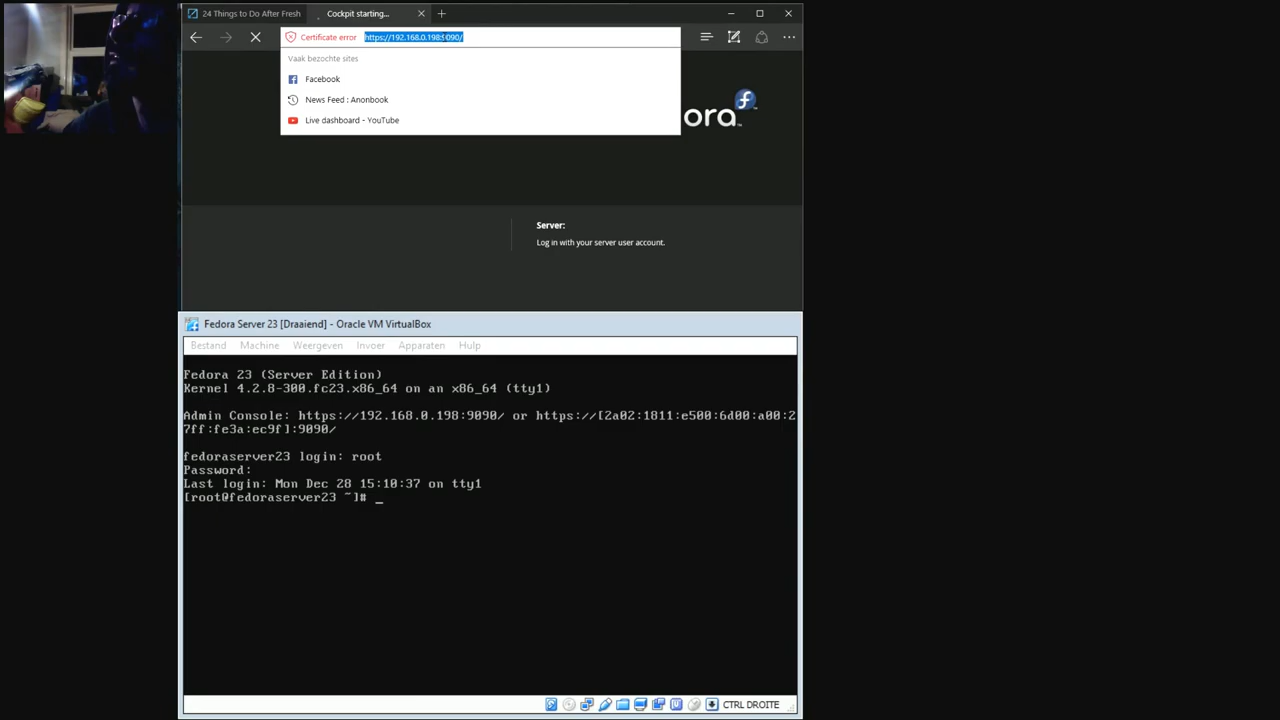 24 Things to Do After Fresh
Cockpit starting...
Certificate error
https://192.168.0.198:9090/
Vaak bezochte sites
Facebook
News Feed : Anonbook
Live dashboard - YouTube
ora
Server:
Log in with your server user account.
Fedora Server 23 [Draaiend] - Oracle VM VirtualBox
Bestand Machine Weergeven Invoer Apparaten Hulp
Fedora 23 (Server Edition)
Kernel 4.2.8-300.fc23.x86_64 on an x86_64 (tty1)
Admin Console: https://192.168.0.198:9090/ or https://[2a02:1811:e500:6d00:a00:2
7ff:fe3a:ec9f]:9090/
fedoraserver23 login: root
Password:
Last login: Mon Dec 28 15:10:37 on tty1
[root@fedoraserver23 ~]# _
CTRL DROITE